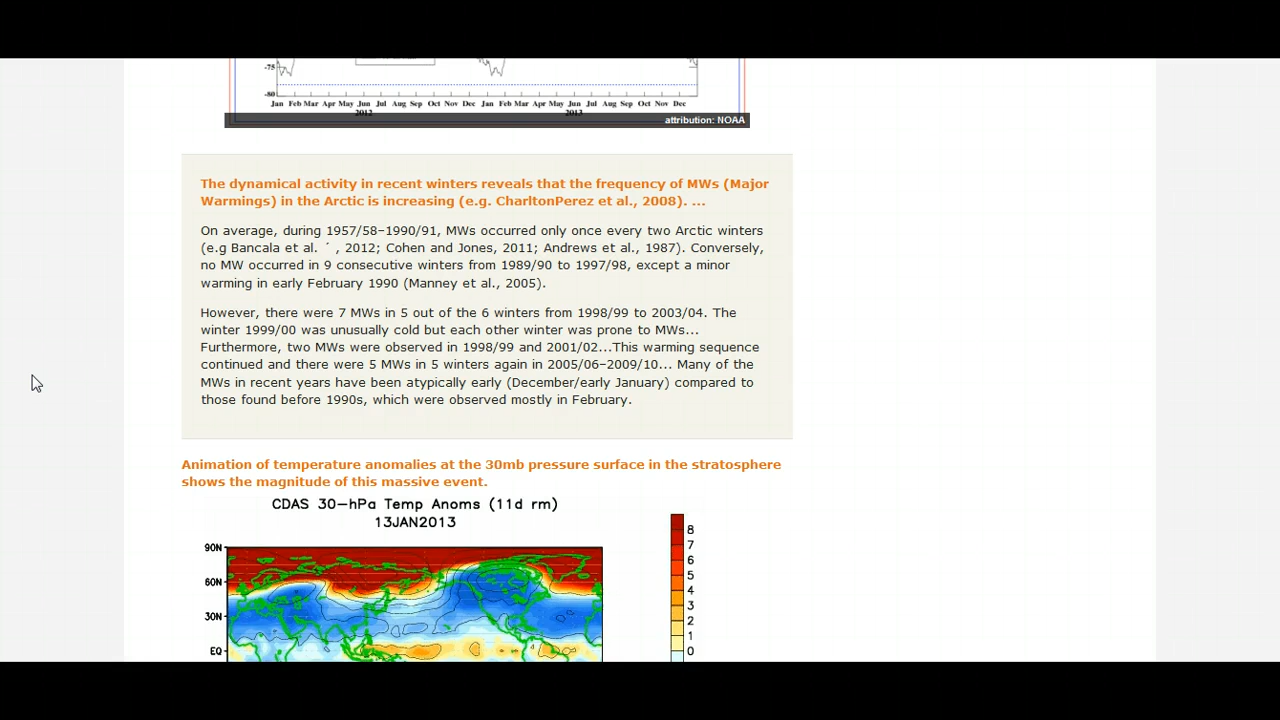 -75
-80
Jan Feb Mar Apr May Jun Jul Aug Sep Oct Nov Dec Jan Feb Mar Apr May Jun Jul Aug Sep Oct Nov Dec
2012 2013
attribution: NOAA
The dynamical activity in recent winters reveals that the frequency of MWs (Major
Warmings) in the Arctic is increasing (e.g. CharltonPerez et al., 2008). ...
On average, during 1957/58–1990/91, MWs occurred only once every two Arctic winters
(e.g Bancala et al. ´ , 2012; Cohen and Jones, 2011; Andrews et al., 1987). Conversely,
no MW occurred in 9 consecutive winters from 1989/90 to 1997/98, except a minor
warming in early February 1990 (Manney et al., 2005).
However, there were 7 MWs in 5 out of the 6 winters from 1998/99 to 2003/04. The
winter 1999/00 was unusually cold but each other winter was prone to MWs...
Furthermore, two MWs were observed in 1998/99 and 2001/02...This warming sequence
continued and there were 5 MWs in 5 winters again in 2005/06–2009/10... Many of the
MWs in recent years have been atypically early (December/early January) compared to
those found before 1990s, which were observed mostly in February.
Animation of temperature anomalies at the 30mb pressure surface in the stratosphere
shows the magnitude of this massive event.
CDAS 30-hPa Temp Anoms (11d rm)
13JAN2013
90N
60N
30N
EQ
8
7
6
5
4
3
2
1
0